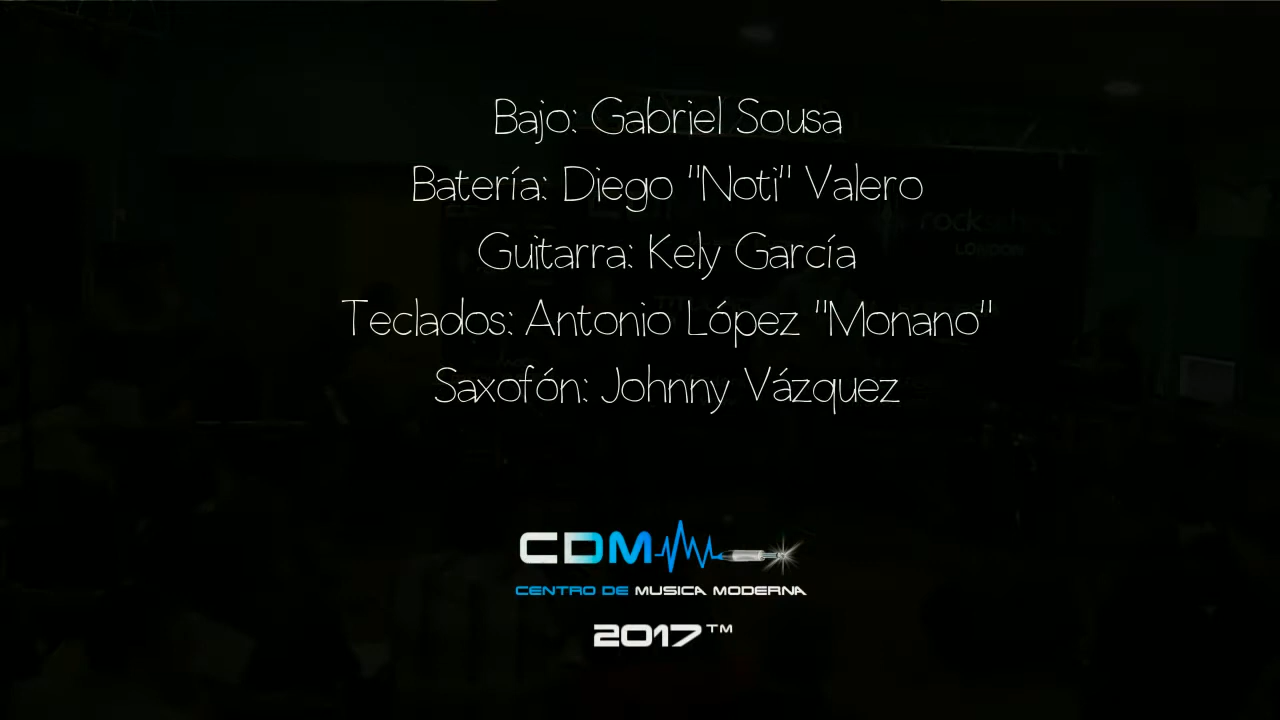 Bajo: Gabriel Sousa
Batería: Diego "Noti" Valero
rocks
Guitarra: Kely García
Teclados: Antonio López "Monano"
Saxofón: Johnny Vázquez
CDM
CENTRO DE MUSICA MODERNA
2017™